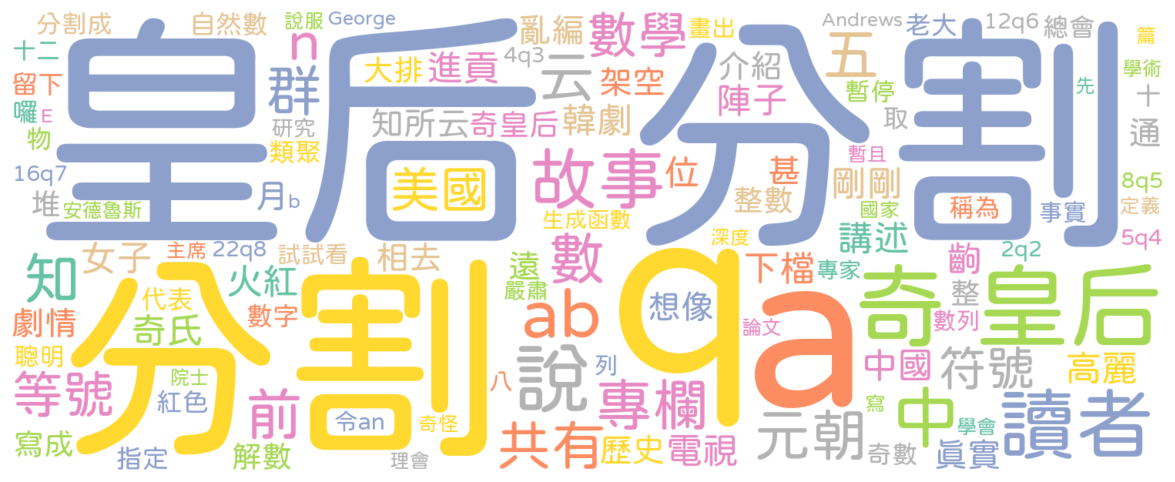 分割成 自然數 說服 George 亂編 數學 畫出 Andrews 老大 12q6 總會 篇
皇后分割
十二 n 大排 進貢 4q3 云 介紹 五 學術
留下 群 架空 陣子 暫停 先 十
囉 E 研究 知所云 奇皇后 韓劇 取 通
物 類聚 故事 位 甚 剛剛 暫且
16q7 月 b 美國 整數 8q5
堆 安德魯斯 生成函數 國家 稱為 事實 定義
女子 主席 22q8 試試看 相去 數 深度 講述 2q2 5q4
知 火紅 遠 q 下檔 專家 齣
分割 代表 嚴肅 想像 a 奇皇后
劇情 奇氏 數字 ab 論文 整 數列
聰明 院士 說 列 中國 符號 高麗
等號 紅色 前 八 專欄 寫 中 讀者
令an 奇怪 元朝 學會
寫成 指定 解數 理會 共有 歷史 電視 奇數 真實